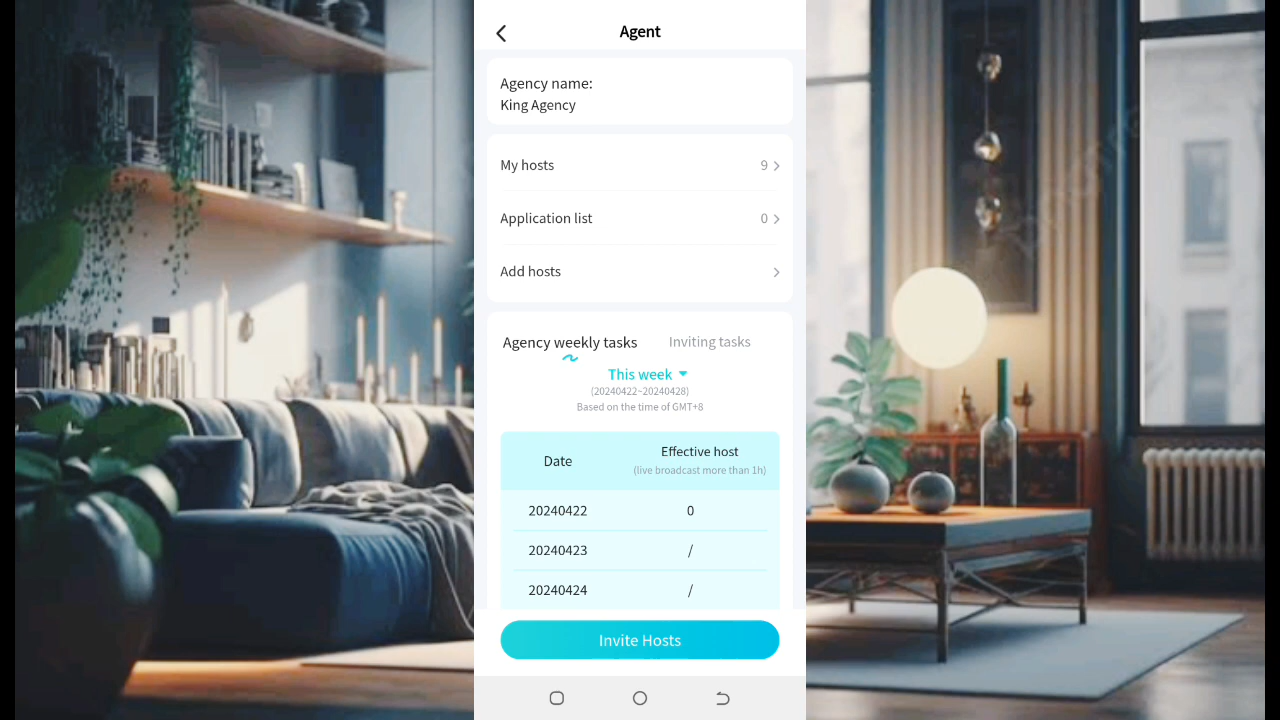 Agent
Agency name:
King Agency
My hosts 9
Application list 0
Add hosts
Agency weekly tasks Inviting tasks
This week
(20240422~20240428)
Based on the time of GMT+8
Date Effective host
(live broadcast more than 1h)
20240422 0
20240423 /
20240424 /
Invite Hosts